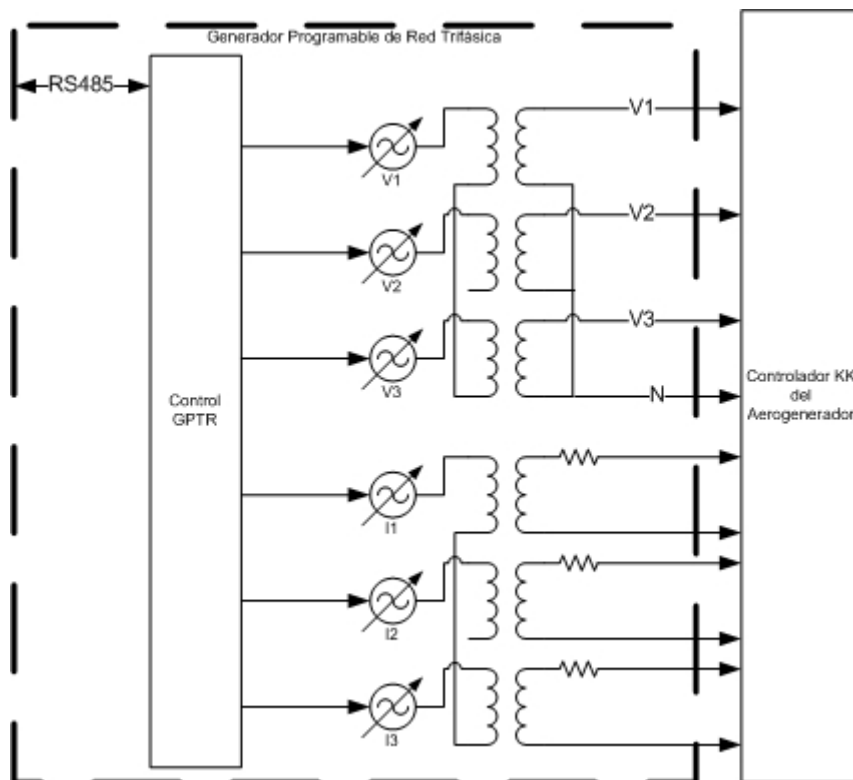 Generador Programable de Red Trifásica
RS485
V1
V1
V2
V2
V3
V3
N
Control
GPTR
Controlador KK
del
Aerogenerador
I1
I2
I3